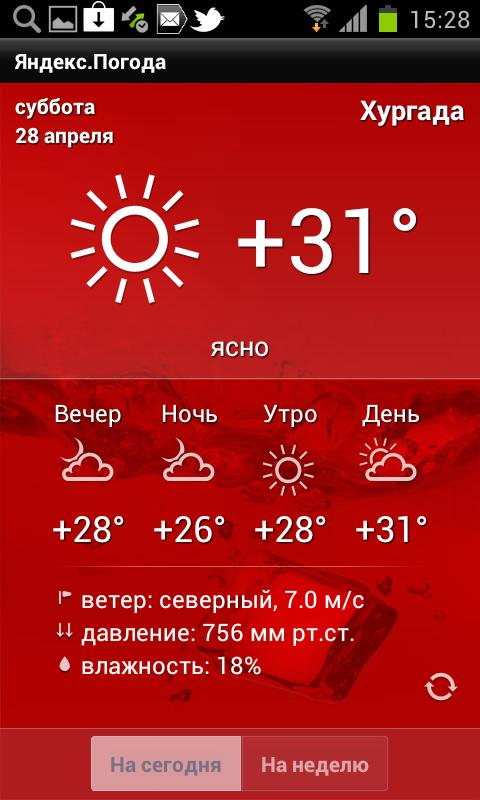 15:28
Яндекс.Погода
суббота
28 апреля
Хургада
+31°
ясно
Вечер Ночь Утро День
+28° +26° +28° +31°
ветер: северный, 7.0 м/с
давление: 756 мм рт.ст.
влажность: 18%
На сегодня На неделю